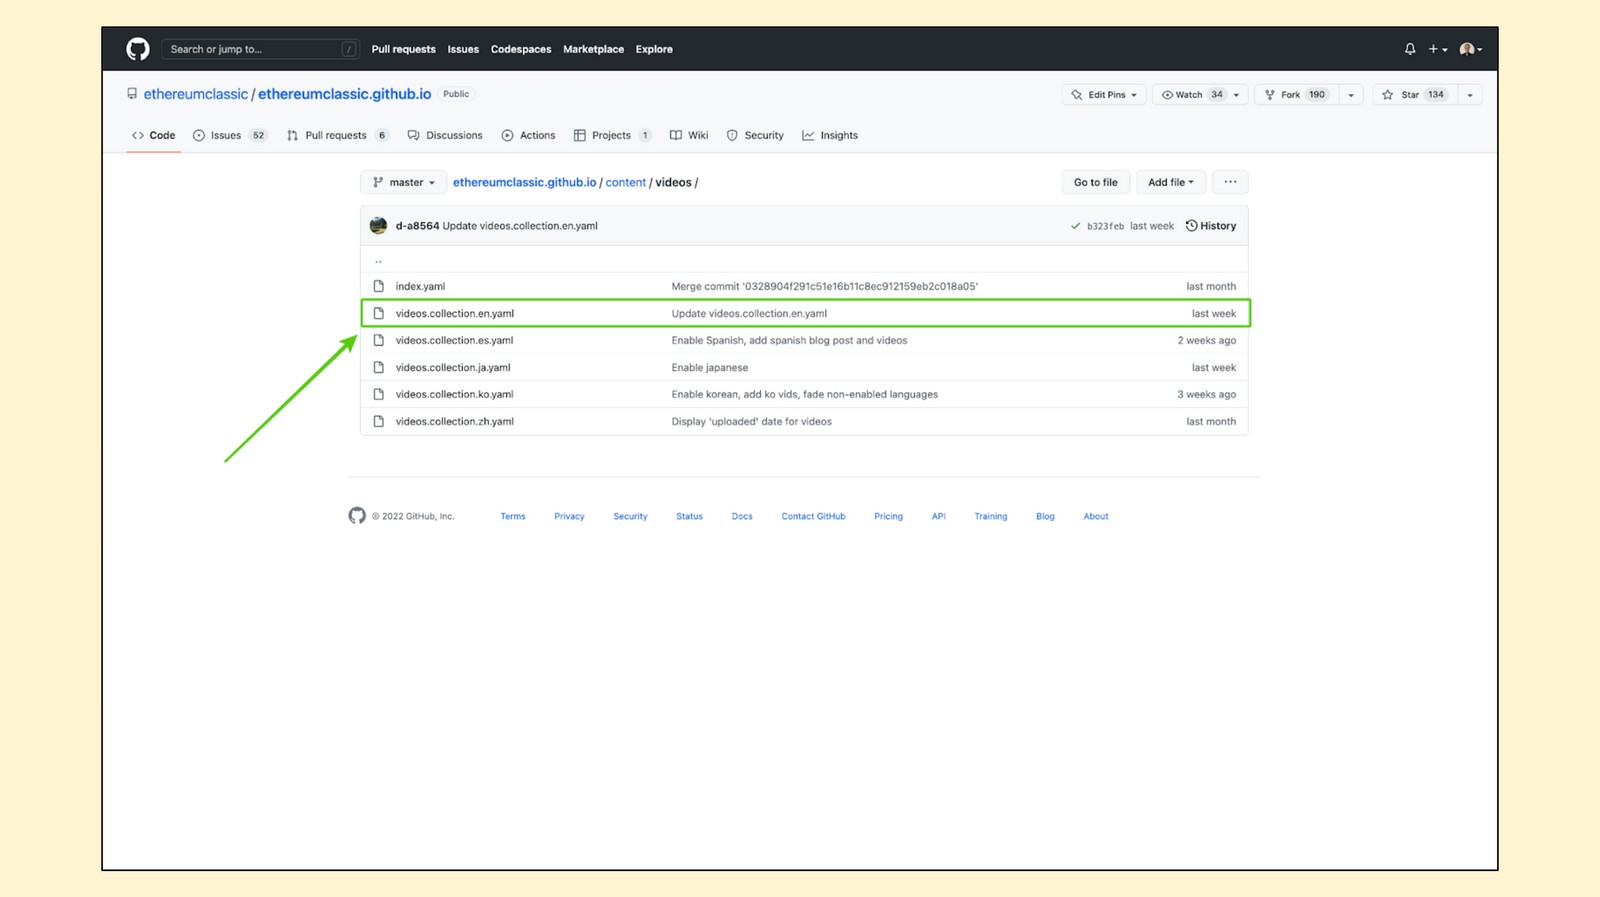 Search or jump to... / Pull requests Issues Codespaces Marketplace Explore
ethereumclassic / ethereumclassic.github.io Public Edit Pins Watch 34 Fork 190 Star 134
Code Issues 52 Pull requests 6 Discussions Actions Projects 1 Wiki Security Insights
master ethereumclassic.github.io / content / videos / Go to file Add file ...
d-a8564 Update videos.collection.en.yaml b323feb last week History
..
index.yaml Merge commit '0328904f291c51e16b11c8ec912159eb2c018a05' last month
videos.collection.en.yaml Update videos.collection.en.yaml last week
videos.collection.es.yaml Enable Spanish, add spanish blog post and videos 2 weeks ago
videos.collection.ja.yaml Enable japanese last week
videos.collection.ko.yaml Enable korean, add ko vids, fade non-enabled languages 3 weeks ago
videos.collection.zh.yaml Display 'uploaded' date for videos last month
© 2022 GitHub, Inc. Terms Privacy Security Status Docs Contact GitHub Pricing API Training Blog About